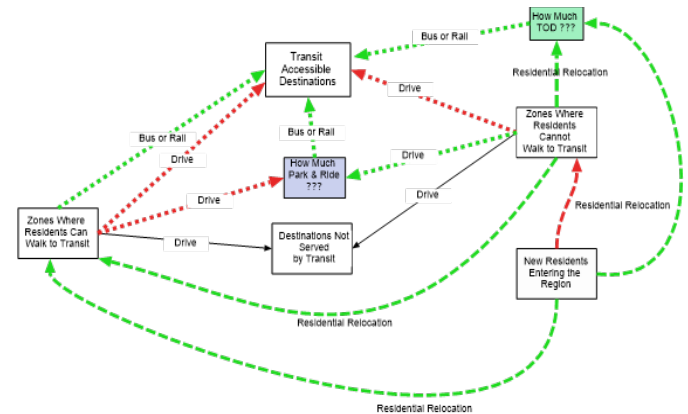 How Much
TOD ???
Bus or Rail
Transit
Accessible
Destinations
Residential Relocation
Drive
Bus or Rail
Bus or Rail
Zones Where
Residents
Cannot
Walk to Transit
Drive
Drive
How Much
Park & Ride
???
Drive
Drive
Zones Where
Residents Can
Walk to Transit
Drive
Destinations Not
Served
by Transit
Residential Relocation
New Residents
Entering the
Region
Residential Relocation
Residential Relocation